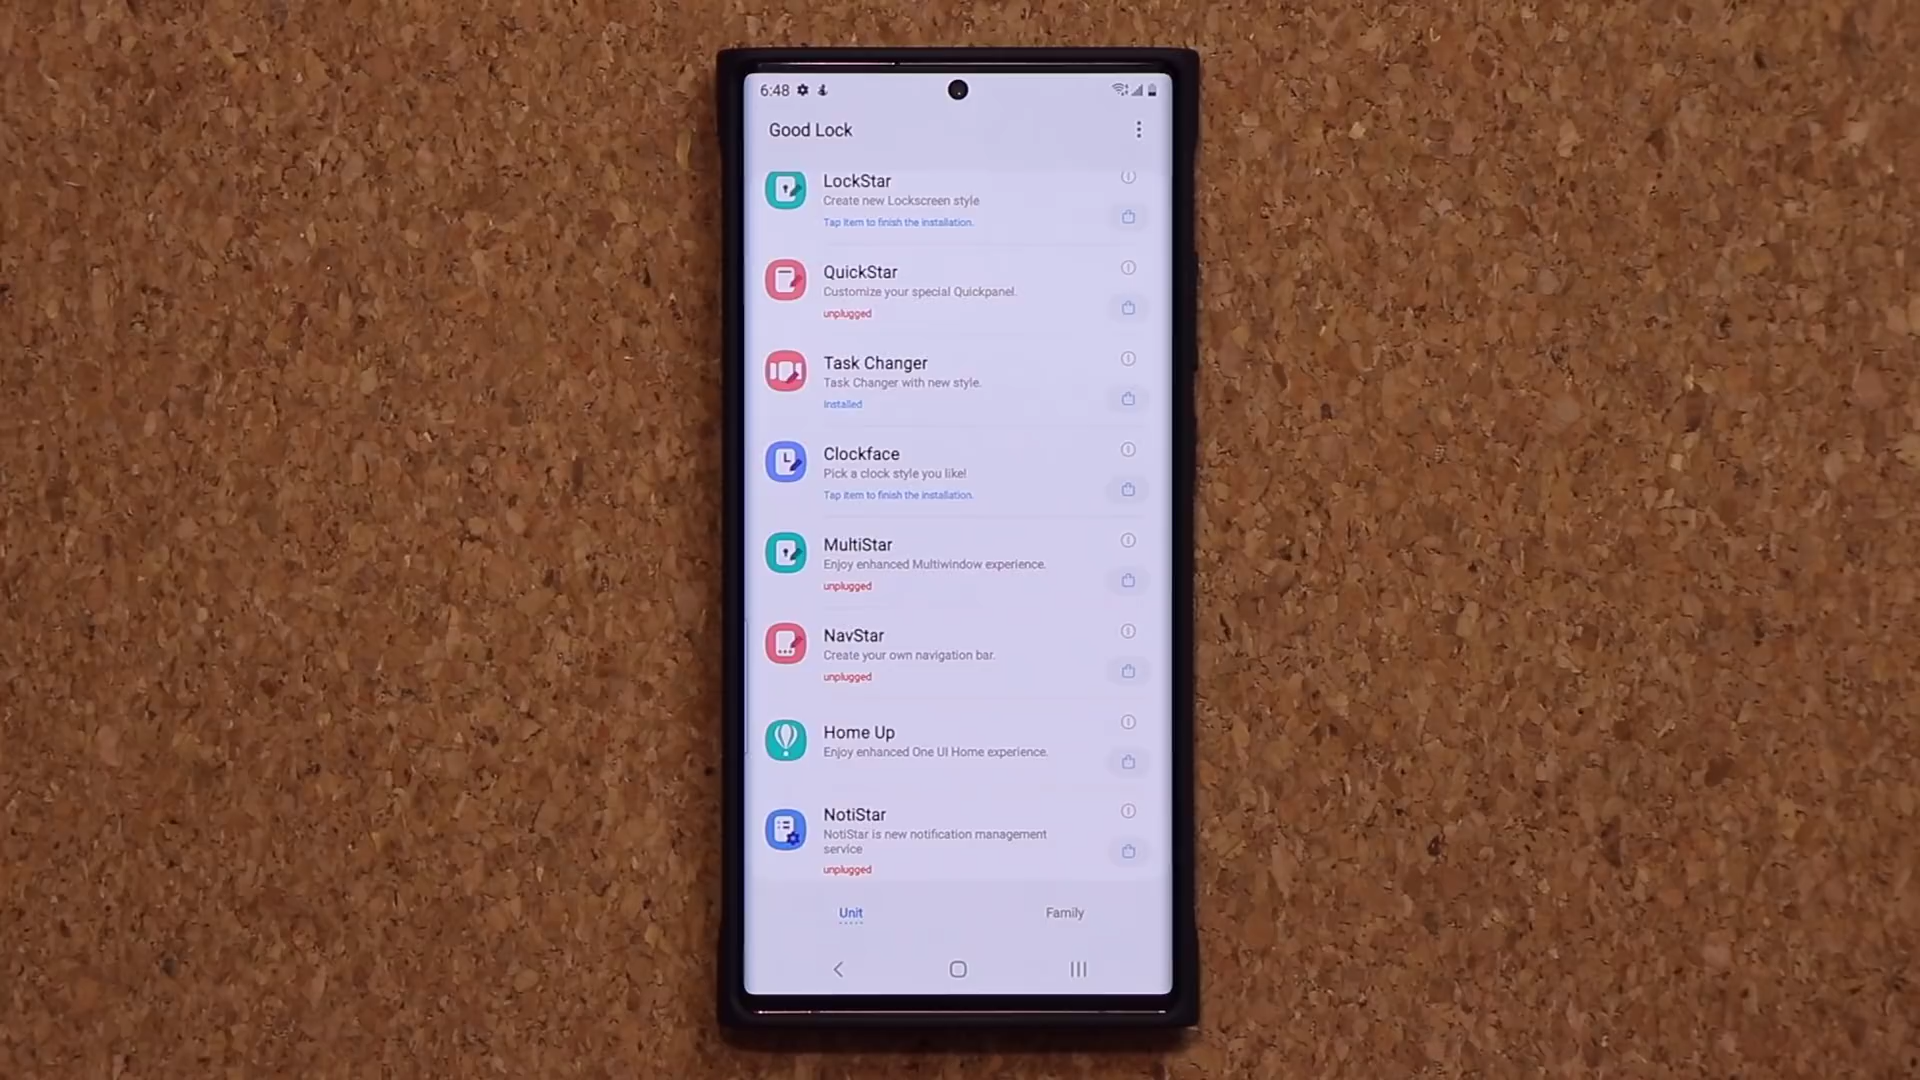 6:48
Good Lock
LockStar
Create new Lockscreen style
Tap item to finish the installation.
QuickStar
Customize your special Quickpanel.
unplugged
Task Changer
Task Changer with new style.
Installed
Clockface
Pick a clock style you like!
Tap item to finish the installation.
MultiStar
Enjoy enhanced Multiwindow experience.
unplugged
NavStar
Create your own navigation bar.
unplugged
Home Up
Enjoy enhanced One UI Home experience.
NotiStar
NotiStar is new notification management
service
unplugged
Unit
Family